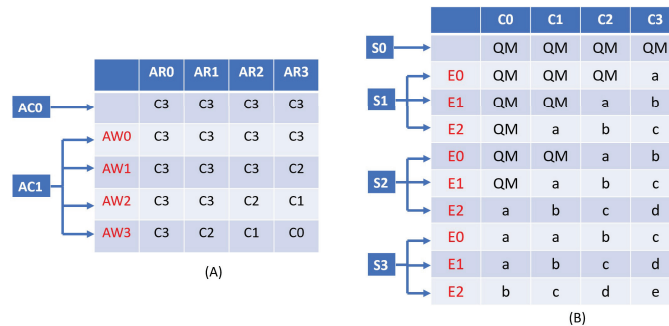 AR0 AR1 AR2 AR3
AC0 C3 C3 C3 C3
AC1
AW0 C3 C3 C3 C3
AW1 C3 C3 C3 C2
AW2 C3 C3 C2 C1
AW3 C3 C2 C1 C0
(A)
C0 C1 C2 C3
S0 QM QM QM QM
S1
E0 QM QM QM a
E1 QM QM a b
E2 QM a b c
S2
E0 QM QM a b
E1 QM a b c
E2 a b c d
S3
E0 a a b c
E1 a b c d
E2 b c d e
(B)